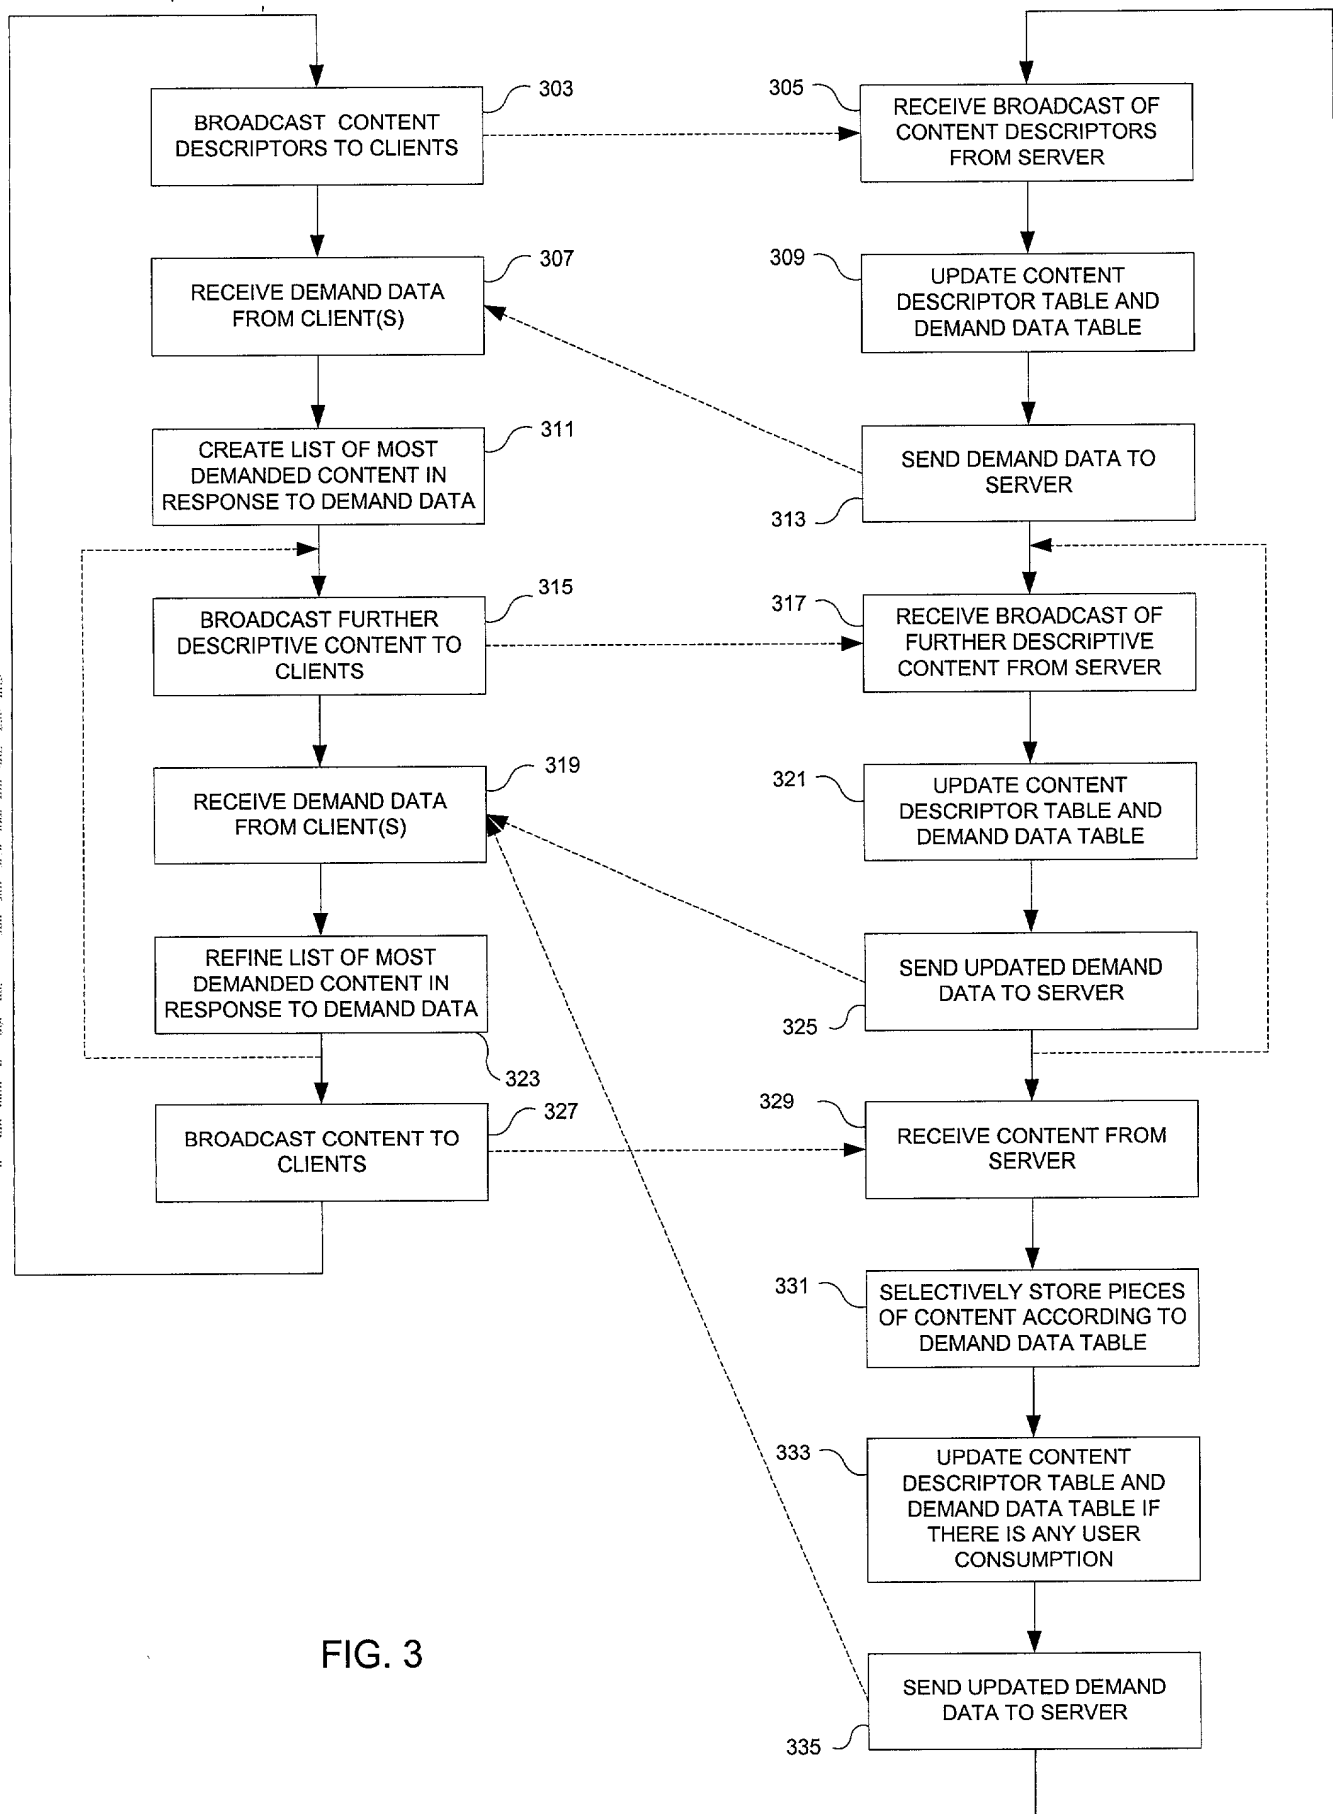 303
BROADCAST CONTENT
DESCRIPTORS TO CLIENTS
305
RECEIVE BROADCAST OF
CONTENT DESCRIPTORS
FROM SERVER
307
RECEIVE DEMAND DATA
FROM CLIENT(S)
309
UPDATE CONTENT
DESCRIPTOR TABLE AND
DEMAND DATA TABLE
311
CREATE LIST OF MOST
DEMANDED CONTENT IN
RESPONSE TO DEMAND DATA
SEND DEMAND DATA TO
SERVER
313
315
BROADCAST FURTHER
DESCRIPTIVE CONTENT TO
CLIENTS
317
RECEIVE BROADCAST OF
FURTHER DESCRIPTIVE
CONTENT FROM SERVER
319
RECEIVE DEMAND DATA
FROM CLIENT(S)
321
UPDATE CONTENT
DESCRIPTOR TABLE AND
DEMAND DATA TABLE
REFINE LIST OF MOST
DEMANDED CONTENT IN
RESPONSE TO DEMAND DATA
323
SEND UPDATED DEMAND
DATA TO SERVER
325
327
BROADCAST CONTENT TO
CLIENTS
329
RECEIVE CONTENT FROM
SERVER
331
SELECTIVELY STORE PIECES
OF CONTENT ACCORDING TO
DEMAND DATA TABLE
333
UPDATE CONTENT
DESCRIPTOR TABLE AND
DEMAND DATA TABLE IF
THERE IS ANY USER
CONSUMPTION
SEND UPDATED DEMAND
DATA TO SERVER
335
FIG. 3